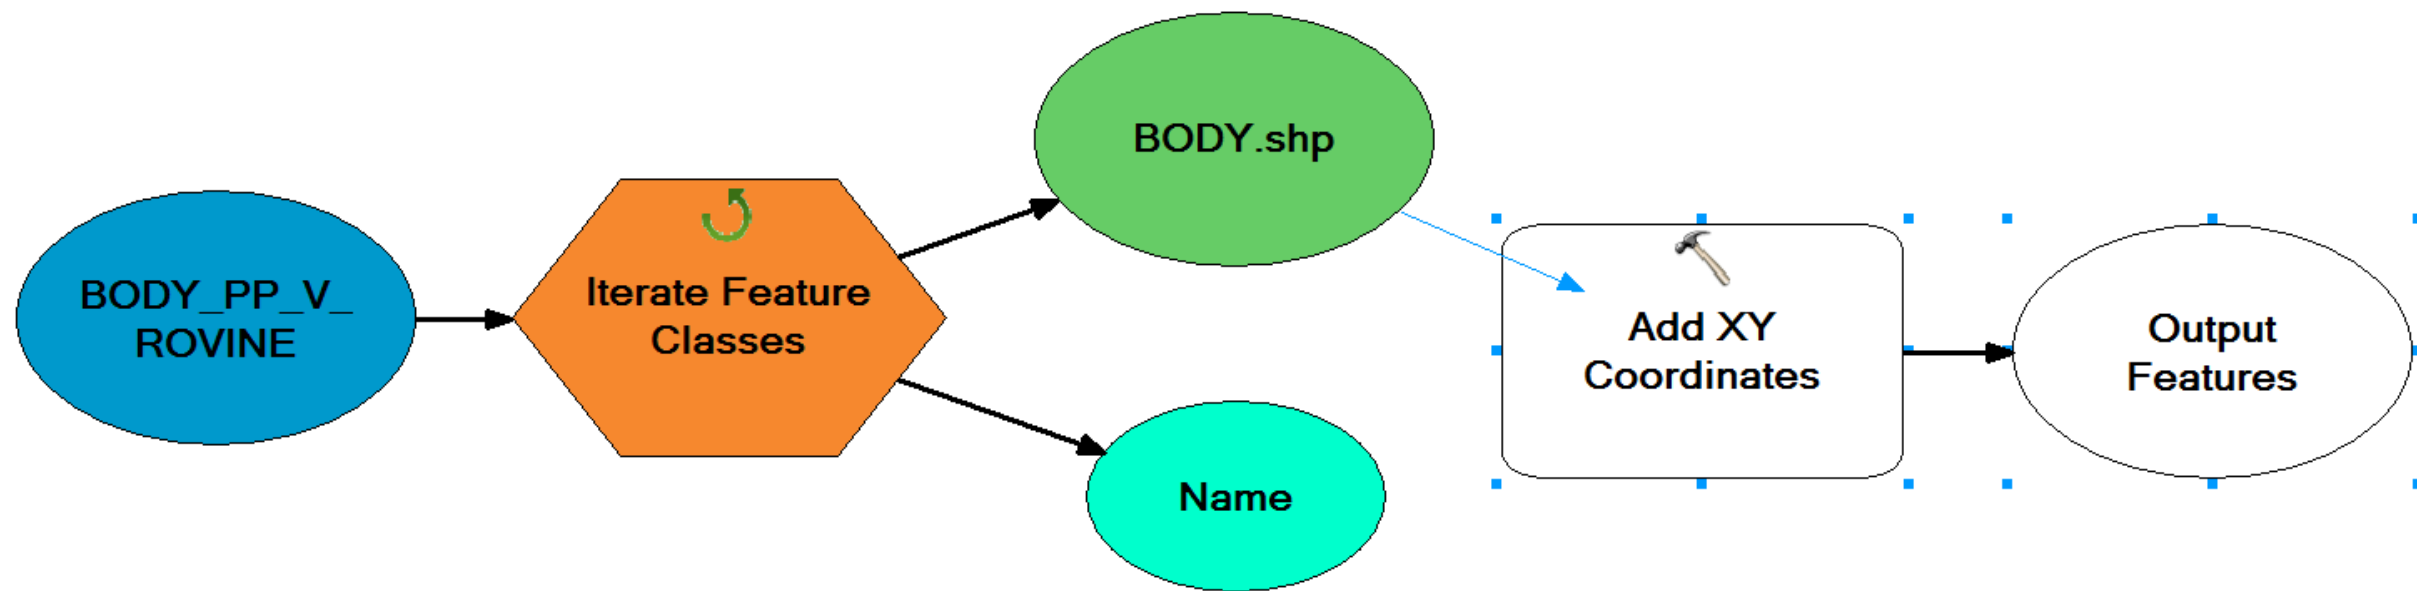 BODY_PP_V_
ROVINE
Iterate Feature
Classes
BODY.shp
Name
Add XY
Coordinates
Output
Features